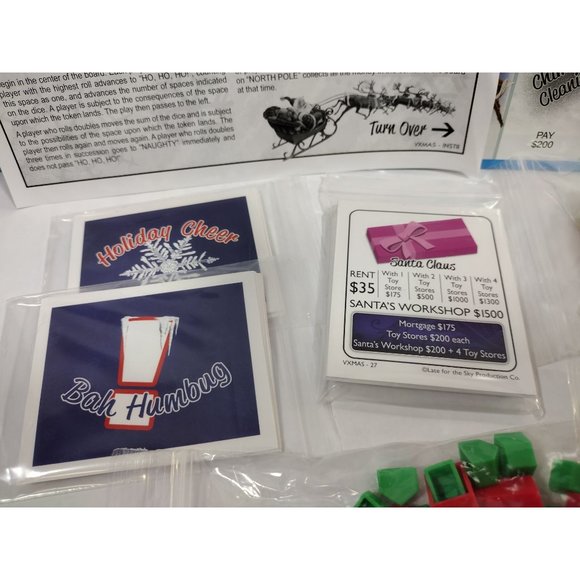 begin in the center of the board.
player with the highest roll advances to "HO, HO, HO!",
this space as one, and advances the number of spaces indicated
on the dice. A player is subject to the consequences of the space
upon which the token lands. The play then passes to the left.
A player who rolls doubles moves the sum of the dice and is subject
to the possibilities of the space upon which the token lands. The
player then rolls again and moves again. A player who rolls doubles
three times in succession goes to "NAUGHTY" immediately and
does not pass "HO, HO, HO!"
on "NORTH POLE" collects all the
at that time.
Turn Over
VXMAS - INSTR
PAY
$200
Holiday Cheer
Bah Humbug
Santa Claus
RENT
$35
With 1
Toy
Store
$175
With 2
Toy
Stores
$500
With 3
Toy
Stores
$1000
With 4
Toy
Stores
$1300
SANTA'S WORKSHOP $1500
Mortgage $175
Toy Stores $200 each
Santa's Workshop $200 + 4 Toy Stores
VXMAS - 27
©Late for the Sky Production Co.